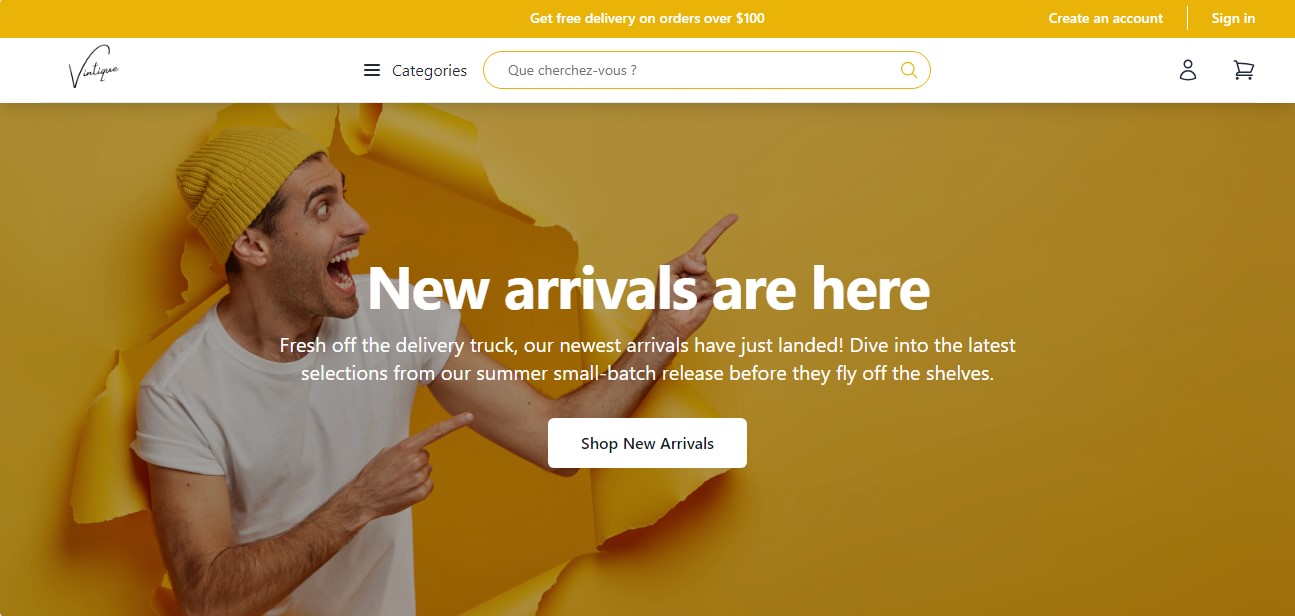 Get free delivery on orders over $100
Create an account
Sign in
Vintique
Categories
Que cherchez-vous ?
New arrivals are here
Fresh off the delivery truck, our newest arrivals have just landed! Dive into the latest
selections from our summer small-batch release before they fly off the shelves.
Shop New Arrivals